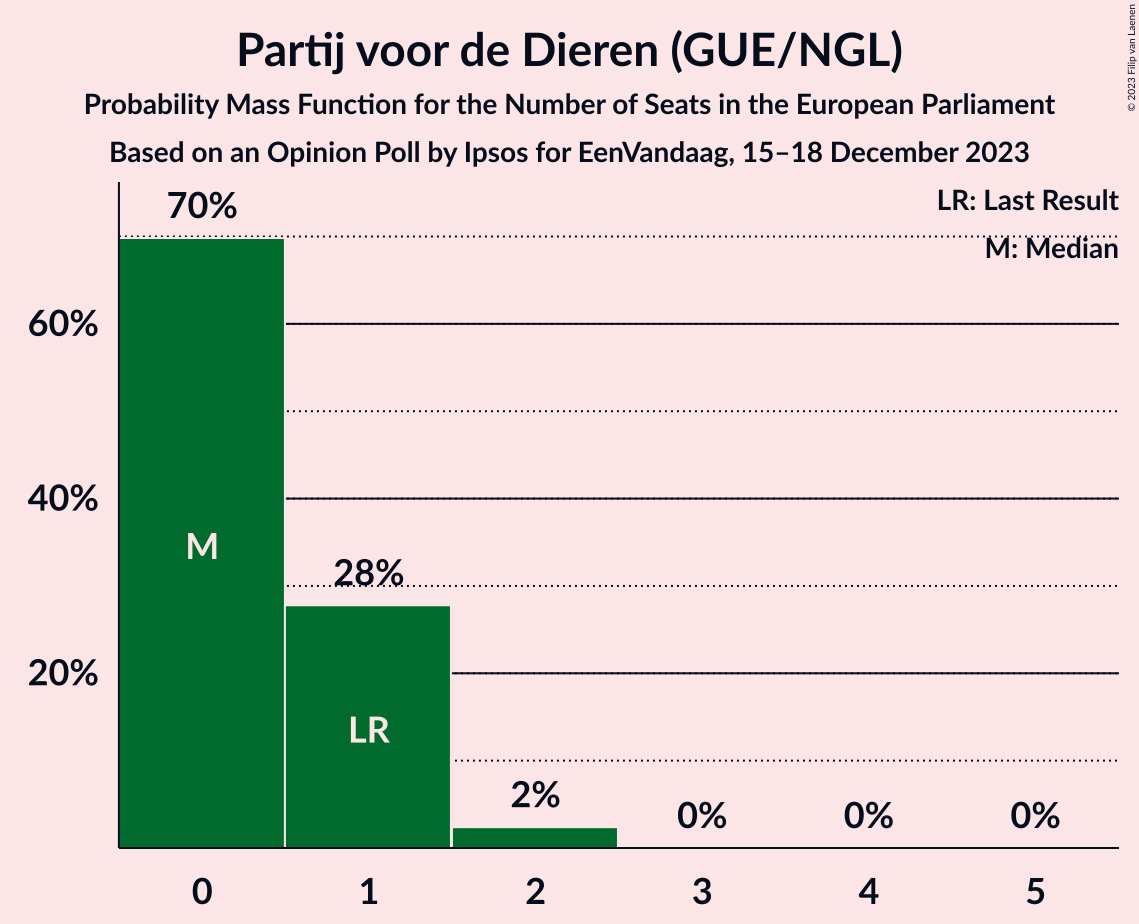 Partij voor de Dieren (GUE/NGL)
Probability Mass Function for the Number of Seats in the European Parliament
Based on an Opinion Poll by Ipsos for EenVandaag, 15–18 December 2023
© 2023 Filip van Laenen
LR: Last Result
M: Median
70%
60%
40%
20%
M
28%
LR
2%
0%
0%
0%
0
1
2
3
4
5